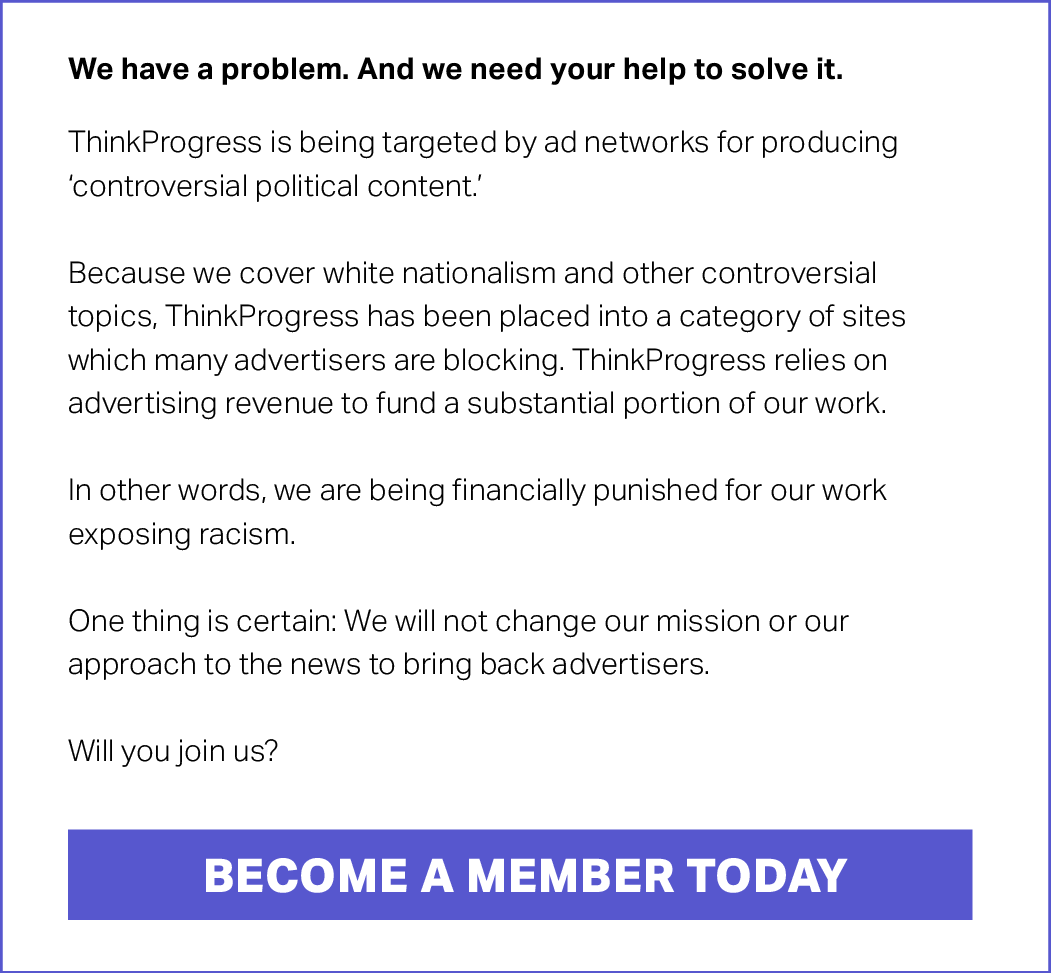 We have a problem. And we need your help to solve it.
ThinkProgress is being targeted by ad networks for producing
‘controversial political content.’
Because we cover white nationalism and other controversial
topics, ThinkProgress has been placed into a category of sites
which many advertisers are blocking. ThinkProgress relies on
advertising revenue to fund a substantial portion of our work.
In other words, we are being financially punished for our work
exposing racism.
One thing is certain: We will not change our mission or our
approach to the news to bring back advertisers.
Will you join us?
BECOME A MEMBER TODAY